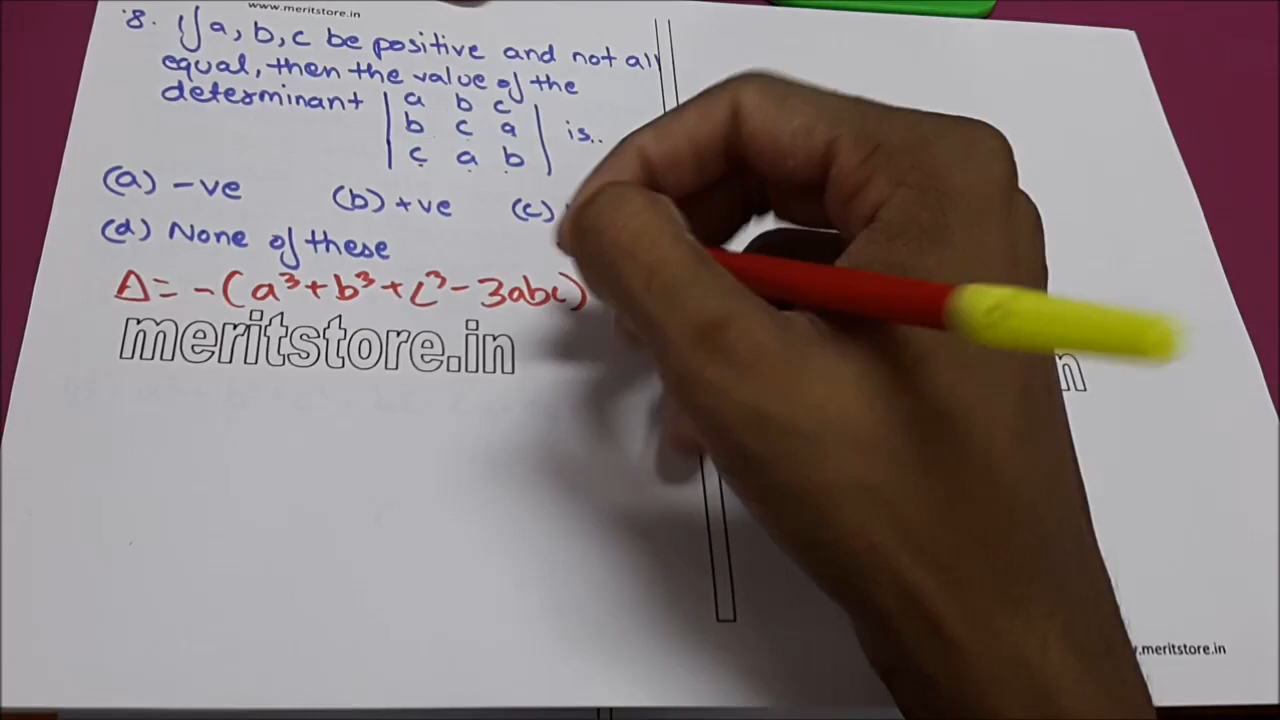 www.meritstore.in
8. If a, b, c be positive and not all
equal, then the value of the
determinant | a b c |
| b c a | is..
| c a b |
(a) -ve (b) +ve (c)
(d) None of these
Δ = -(a³+b³+c³-3abc)
meritstore.in
n
.meritstore.in